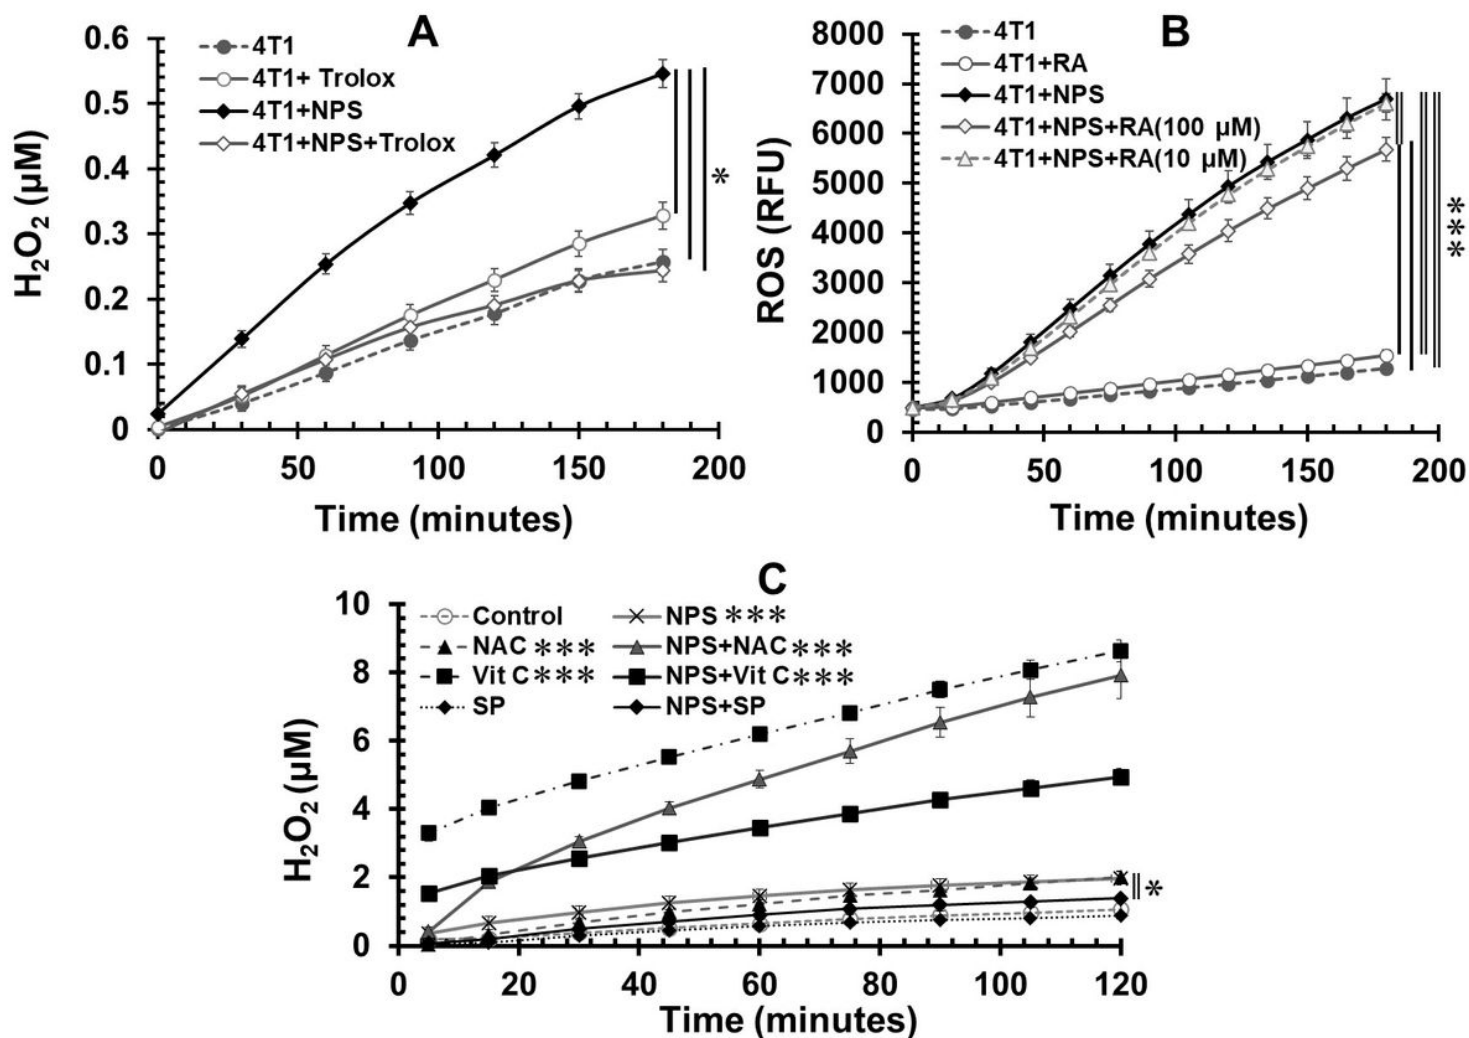 A
4T1
4T1+ Trolox
4T1+NPS
4T1+NPS+Trolox
0.6
0.5
0.4
0.3
0.2
0.1
0
H₂O₂ (µM)
*
0 50 100 150 200
Time (minutes)
B
4T1
4T1+RA
4T1+NPS
4T1+NPS+RA(100 µM)
4T1+NPS+RA(10 µM)
8000
7000
6000
5000
4000
3000
2000
1000
0
ROS (RFU)
***
0 50 100 150 200
Time (minutes)
C
Control NPS ***
NAC *** NPS+NAC ***
Vit C *** NPS+Vit C ***
SP NPS+SP
10
8
6
4
2
0
H₂O₂ (µM)
*
0 20 40 60 80 100 120
Time (minutes)